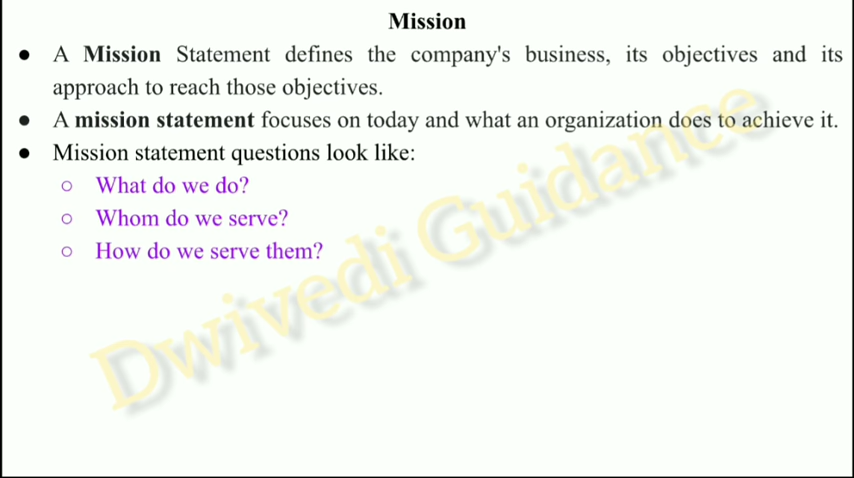 Mission
● A Mission Statement defines the company's business, its objectives and its
approach to reach those objectives.
● A mission statement focuses on today and what an organization does to achieve it.
● Mission statement questions look like:
○ What do we do?
○ Whom do we serve?
○ How do we serve them?
Dwivedi Guidance